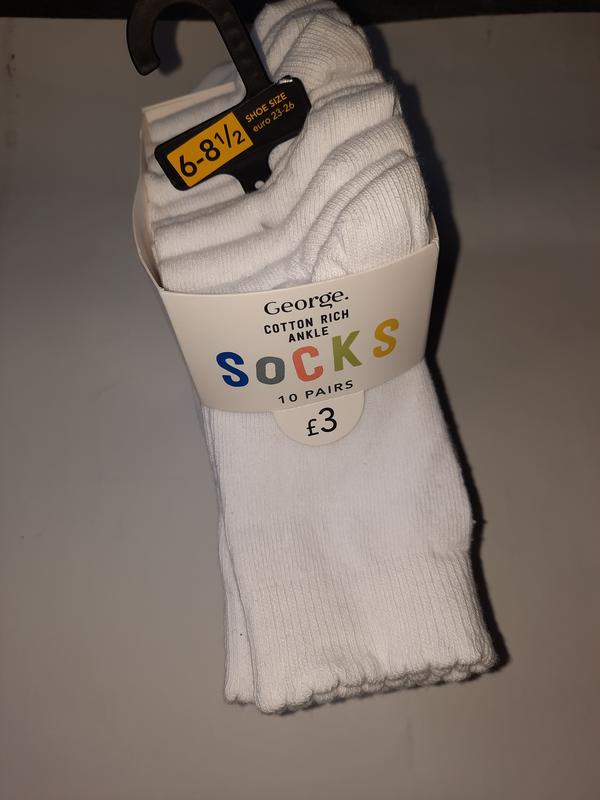 6-8½
SHOE SIZE
euro 23-26
George.
COTTON RICH
ANKLE
SOCKS
10 PAIRS
£3